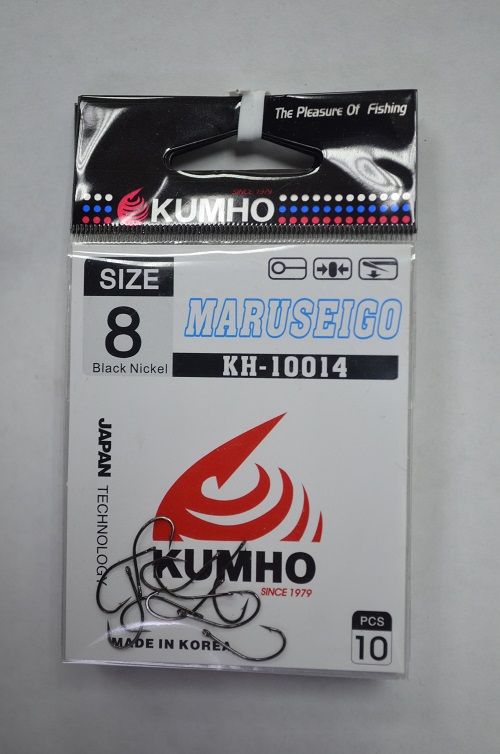 The Pleasure Of Fishing
SINCE 1979
KUMHO
SIZE
8
Black Nickel
MARUSEIGO
KH-10014
JAPAN TECHNOLOGY
KUMHO
SINCE 1979
MADE IN KOREA
PCS
10